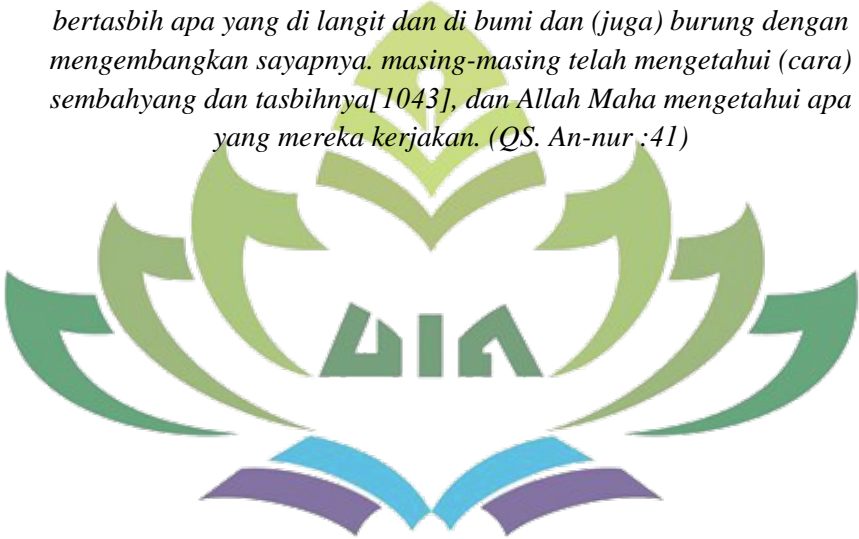 bertasbih apa yang di langit dan di bumi dan (juga) burung dengan
mengembangkan sayapnya. masing-masing telah mengetahui (cara)
sembahyang dan tasbihnya[1043], dan Allah Maha mengetahui apa
yang mereka kerjakan. (QS. An-nur :41)
UIN